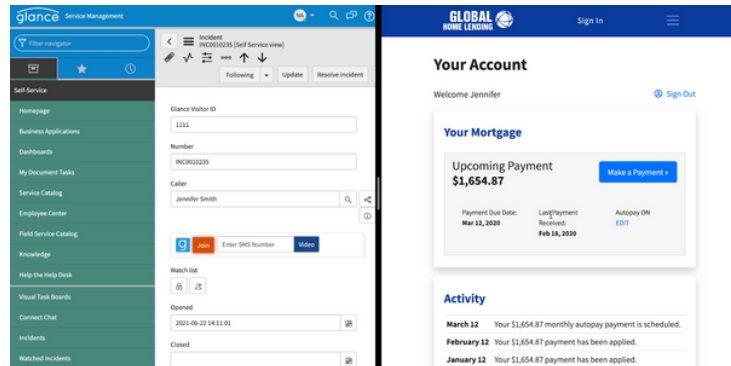 glance Service Management
Filter navigator
Self-Service
Homepage
Business Applications
Dashboards
My Document Tasks
Service Catalog
Employee Center
Field Service Catalog
Knowledge
Help the Help Desk
Visual Task Boards
Connect Chat
Incidents
Watched Incidents
Incident
INC0010235 [Self Service view]
Following
Update
Resolve Incident
Glance Visitor ID
1111
Number
INC0010235
Caller
Jennifer Smith
g Join Enter SMS Number Video
Watch list
Opened
2021-06-22 14:11:01
Closed
GLOBAL
HOME LENDING
Sign In
Your Account
Welcome Jennifer
Sign Out
Your Mortgage
Upcoming Payment
$1,654.87
Make a Payment »
Payment Due Date:
Mar 12, 2020
Last Payment
Received:
Feb 18, 2020
Autopay ON
EDIT
Activity
March 12 Your $1,654.87 monthly autopay payment is scheduled.
February 12 Your $1,654.87 payment has been applied.
January 12 Your $1,654.87 payment has been applied.